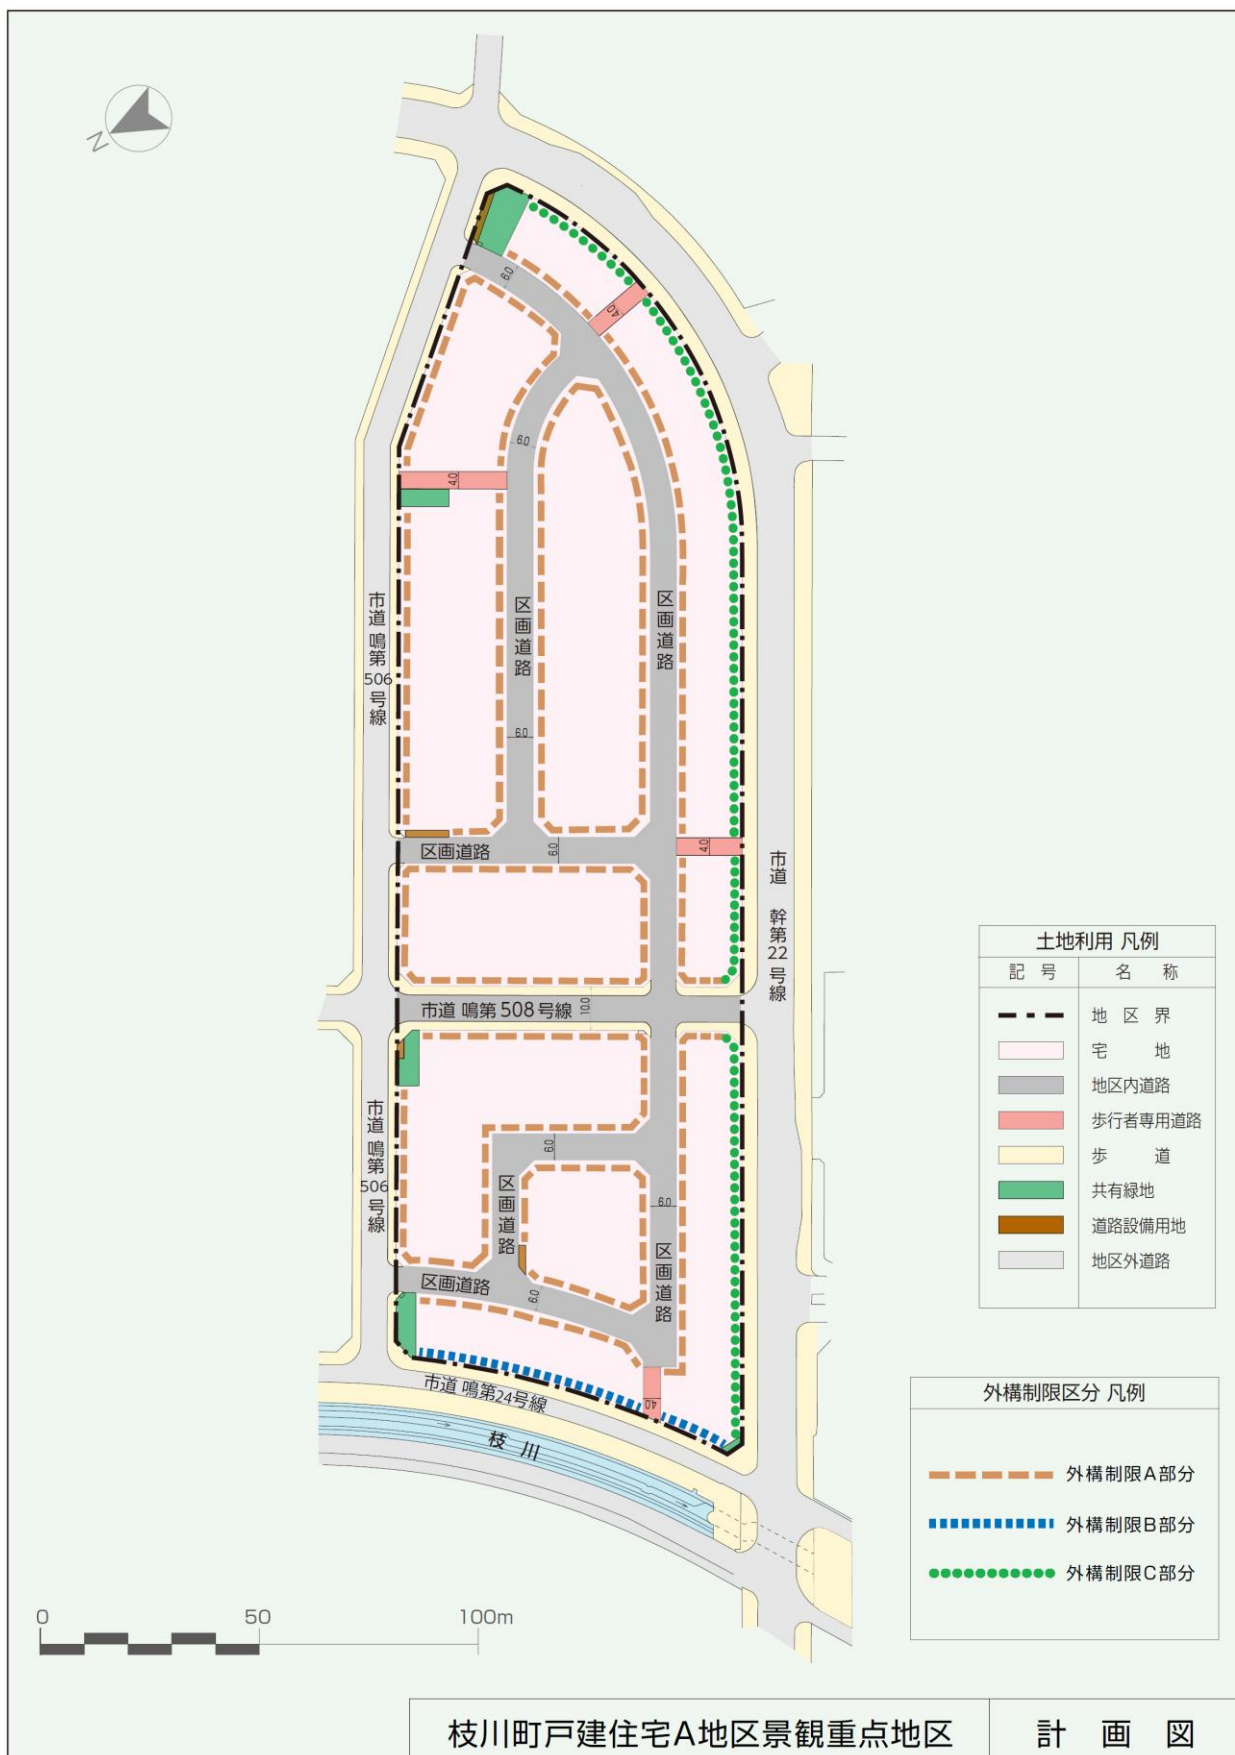 N
6.0
4.0
6.0
4.0
市道 鳴第506号線
区画道路
区画道路
6.0
区画道路
6.0
4.0
市道 幹第22号線
市道 鳴第508号線
10.0
市道 鳴第506号線
6.0
区画道路
6.0
区画道路
区画道路
6.0
4.0
市道 鳴第24号線
枝川
土地利用 凡例
記号 名称
地区界
宅地
地区内道路
歩行者専用道路
歩道
共有緑地
道路設備用地
地区外道路
外構制限区分 凡例
外構制限A部分
外構制限B部分
外構制限C部分
0 50 100m
枝川町戸建住宅A地区景観重点地区 計画図